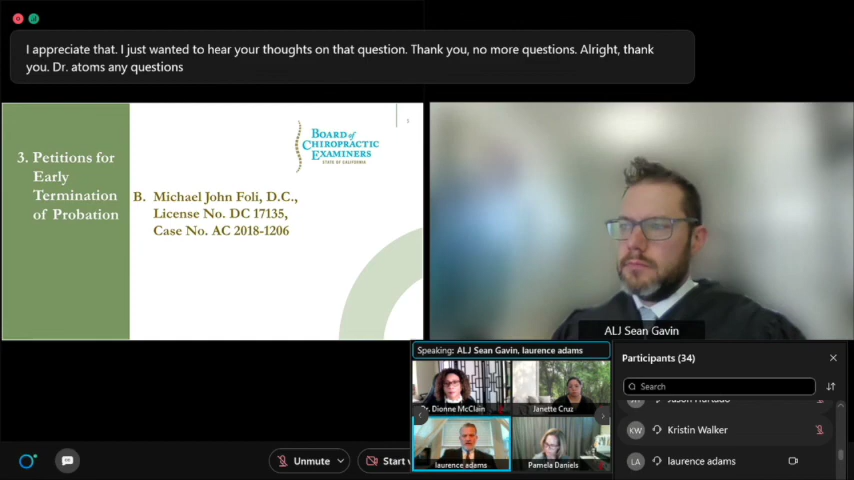 I appreciate that. I just wanted to hear your thoughts on that question. Thank you, no more questions. Alright, thank
you. Dr. atoms any questions
3. Petitions for
Early
Termination
of Probation
BOARD of
CHIROPRACTIC
EXAMINERS
STATE OF CALIFORNIA
B. Michael John Foli, D.C.,
License No. DC 17135,
Case No. AC 2018-1206
ALJ Sean Gavin
Speaking: ALJ Sean Gavin, laurence adams
Dr. Dionne McClain
Janette Cruz
laurence adams
Pamela Daniels
Participants (34)
Search
KW
Kristin Walker
LA
laurence adams
Unmute
Start